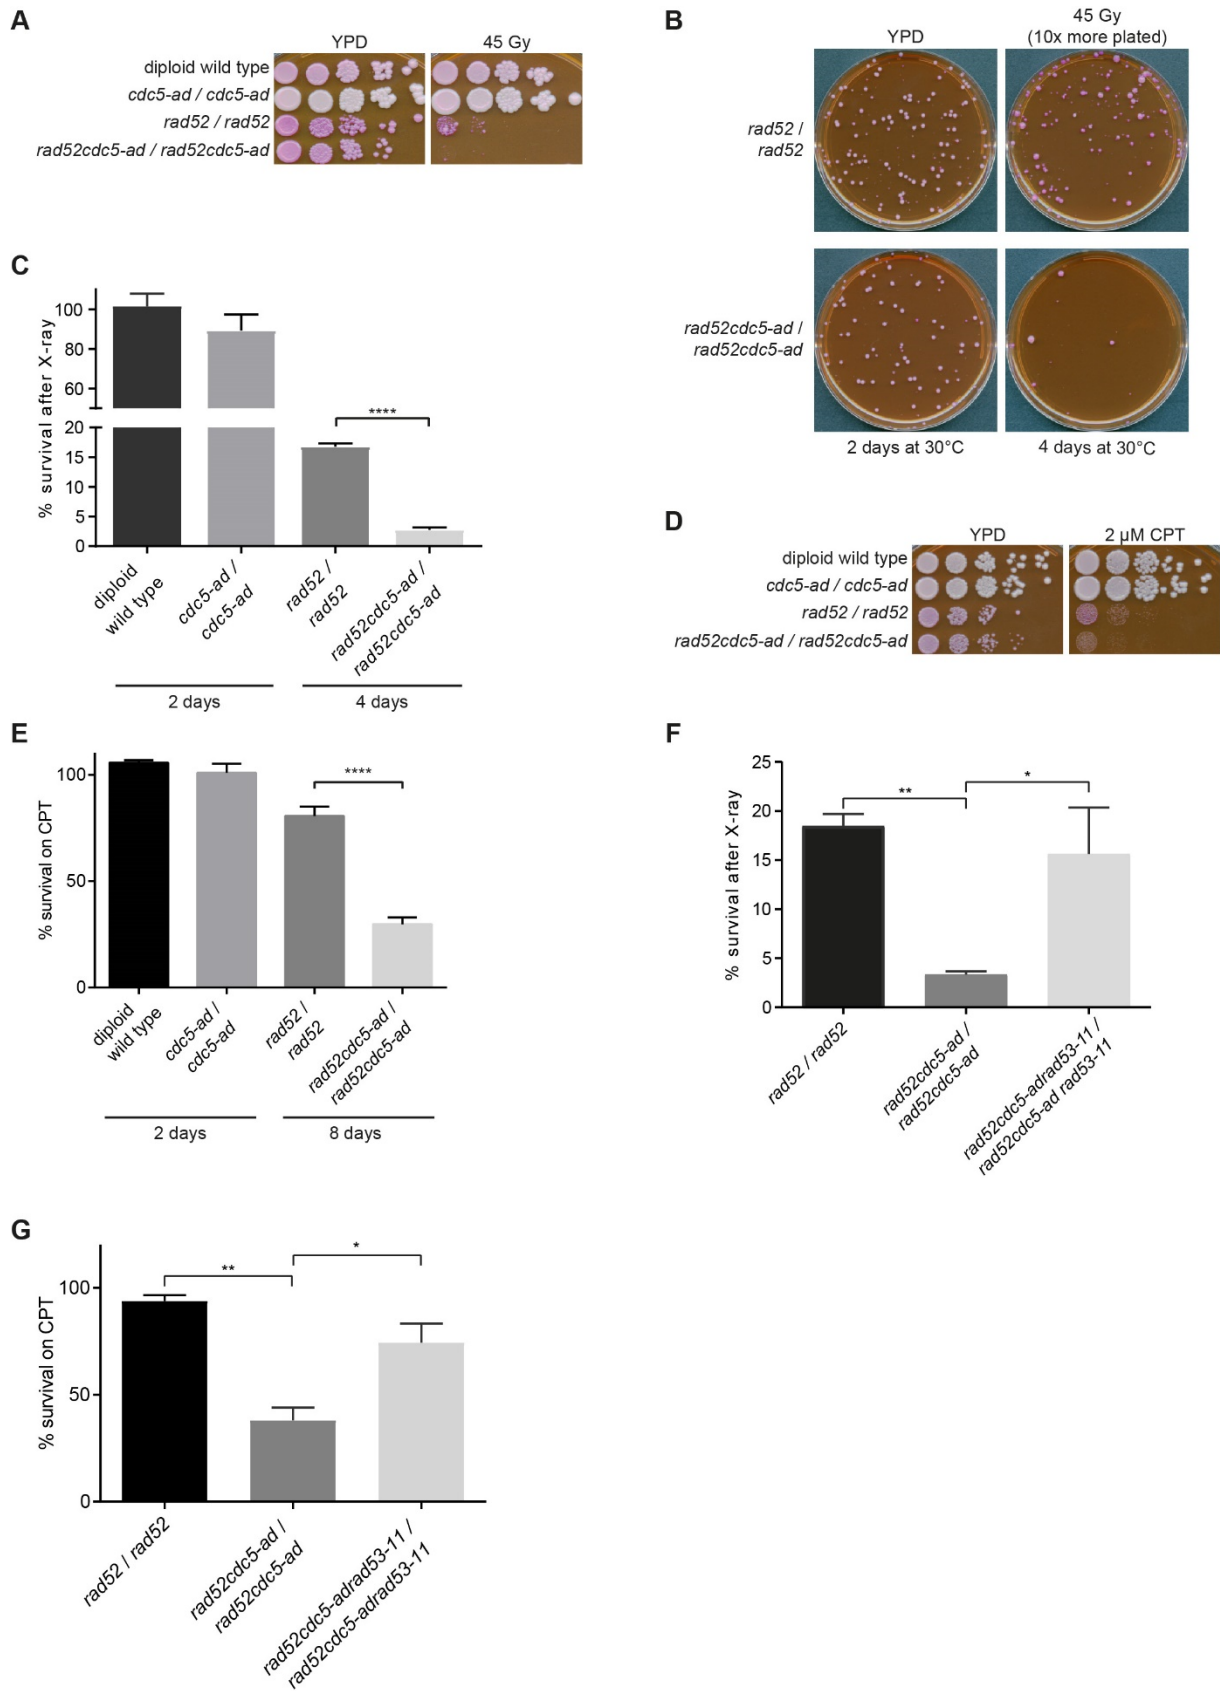 A
YPD
45 Gy
diploid wild type
cdc5-ad / cdc5-ad
rad52 / rad52
rad52cdc5-ad / rad52cdc5-ad
B
YPD
45 Gy
(10x more plated)
rad52 /
rad52
rad52cdc5-ad /
rad52cdc5-ad
2 days at 30°C
4 days at 30°C
C
% survival after X-ray
100
80
60
20
15
10
5
0
****
diploid
wild type
cdc5-ad /
cdc5-ad
rad52 /
rad52
rad52cdc5-ad /
rad52cdc5-ad
2 days
4 days
D
YPD
2 µM CPT
diploid wild type
cdc5-ad / cdc5-ad
rad52 / rad52
rad52cdc5-ad / rad52cdc5-ad
E
% survival on CPT
100
50
0
****
diploid
wild type
cdc5-ad /
cdc5-ad
rad52 /
rad52
rad52cdc5-ad /
rad52cdc5-ad
2 days
8 days
F
% survival after X-ray
25
20
15
10
5
0
**
*
rad52 / rad52
rad52cdc5-ad /
rad52cdc5-ad
rad52cdc5-adrad53-11 /
rad52cdc5-ad rad53-11
G
% survival on CPT
100
50
0
**
*
rad52 / rad52
rad52cdc5-ad /
rad52cdc5-ad
rad52cdc5-adrad53-11 /
rad52cdc5-adrad53-11